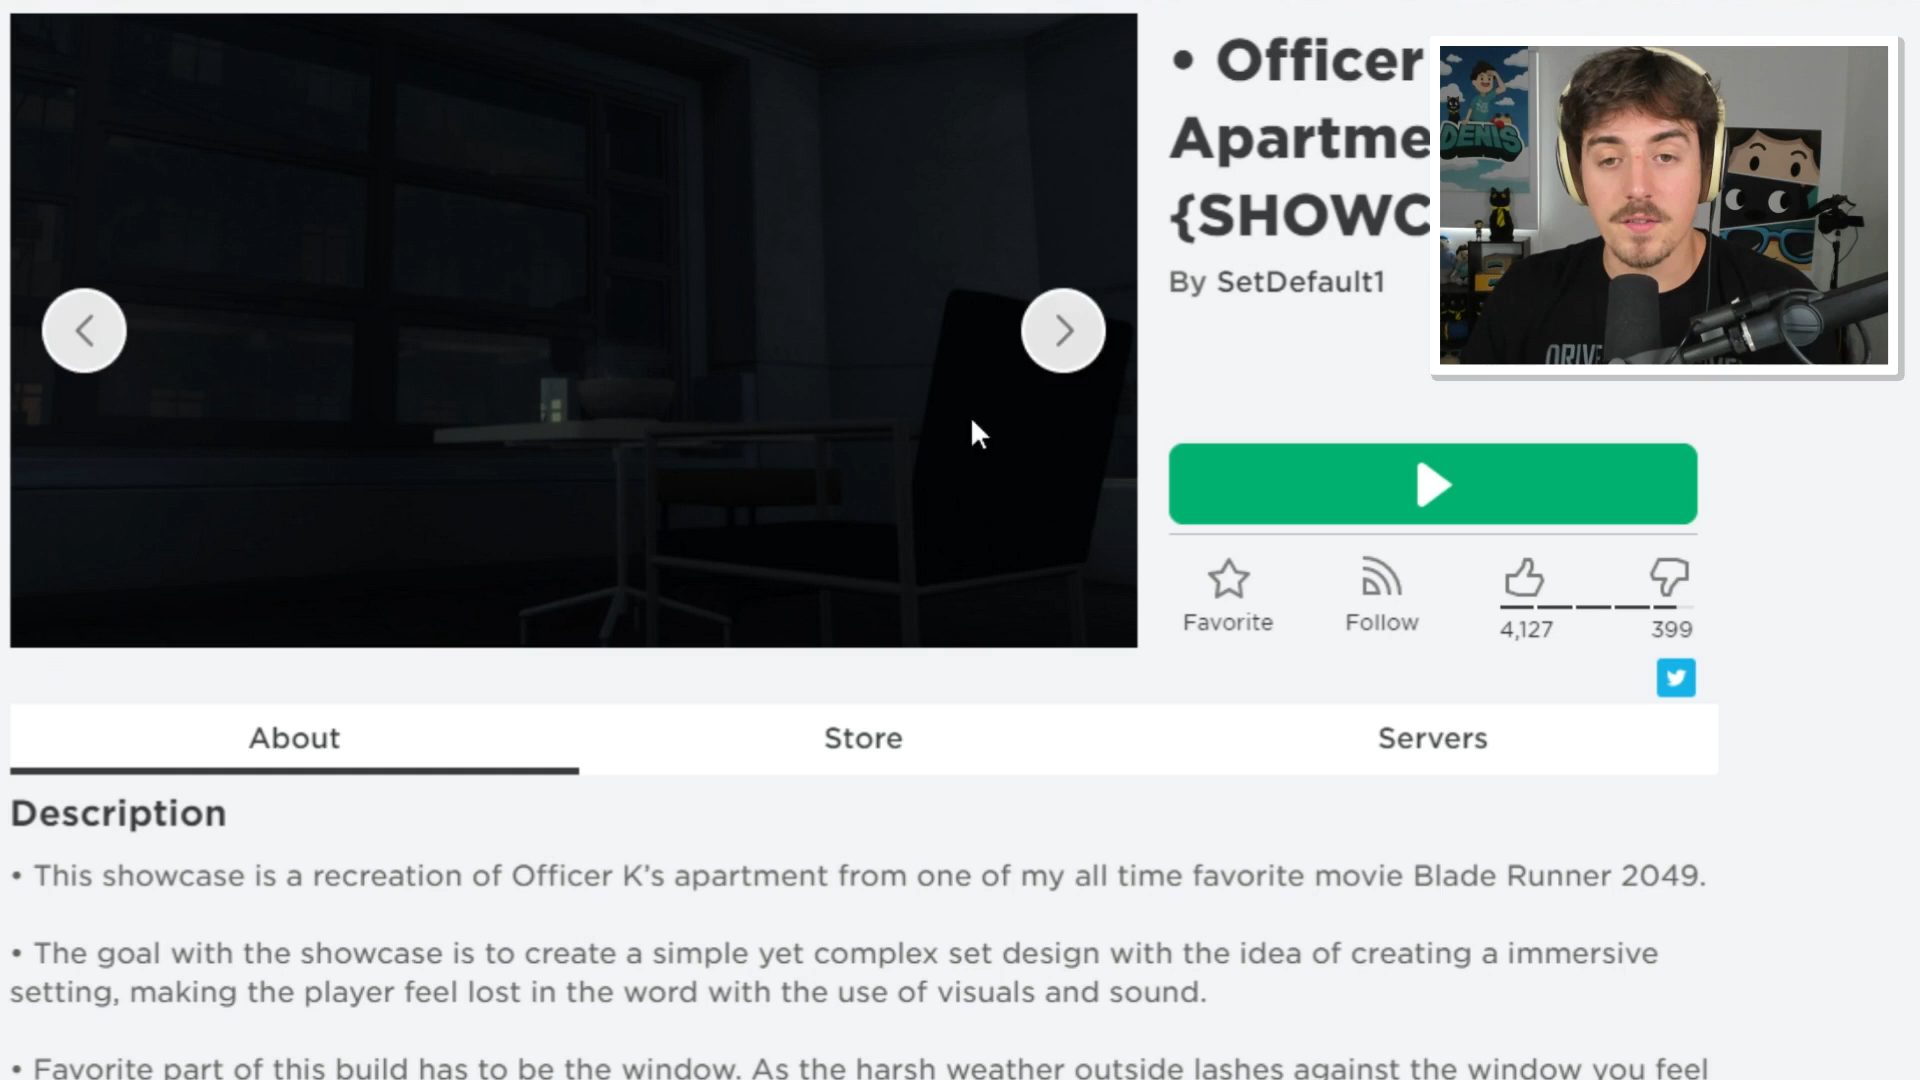 • Officer
Apartme
{SHOWC
By SetDefault1
DENIS
DRIVE
Favorite
Follow
4,127
399
About
Store
Servers
Description
• This showcase is a recreation of Officer K’s apartment from one of my all time favorite movie Blade Runner 2049.
• The goal with the showcase is to create a simple yet complex set design with the idea of creating a immersive
setting, making the player feel lost in the word with the use of visuals and sound.
• Favorite part of this build has to be the window. As the harsh weather outside lashes against the window you feel